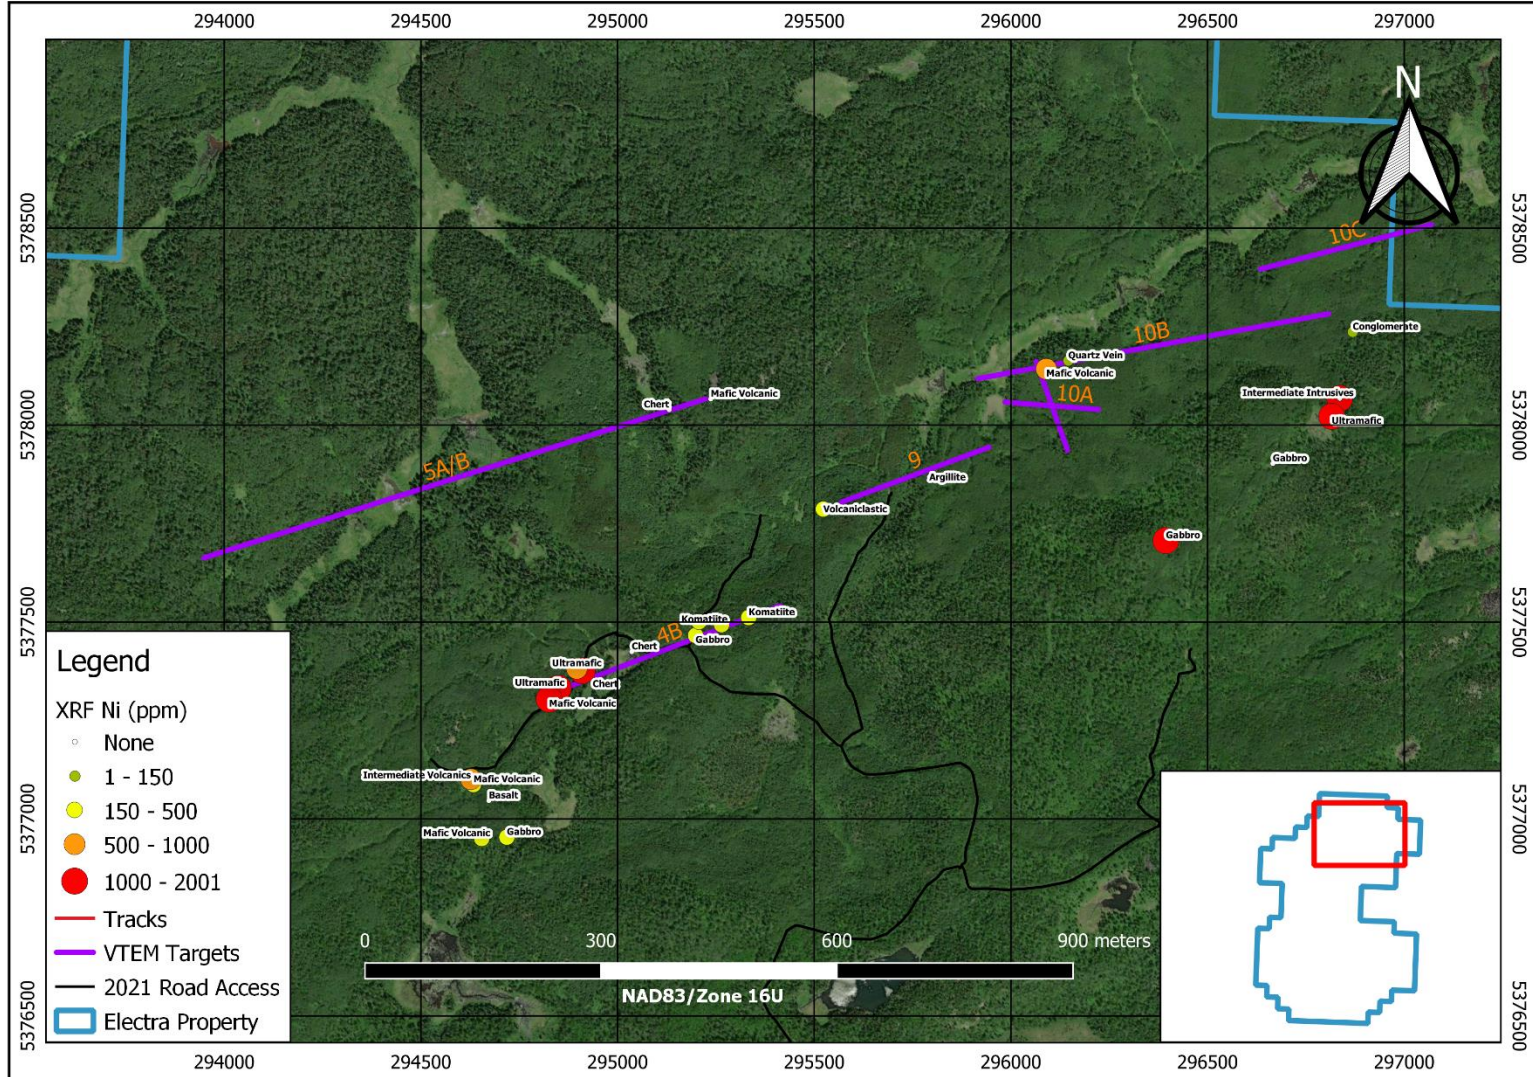 294000 294500 295000 295500 296000 296500 297000
N
5378500
5378500
10C
Conglomerate
10B
Quartz Vein
Mafic Volcanic
10A
Mafic Volcanic
Chert
Intermediate Intrusives
Ultramafic
5378000
5378000
Gabbro
5A/B
9
Argillite
Volcaniclastic
Gabbro
5377500
5377500
Komatiite
Komatiite
4B
Gabbro
Chert
Ultramafic
Ultramafic
Chert
Mafic Volcanic
Intermediate Volcanics
Mafic Volcanic
Basalt
Mafic Volcanic
Gabbro
5377000
5377000
Legend
XRF Ni (ppm)
None
1 - 150
150 - 500
500 - 1000
1000 - 2001
Tracks
VTEM Targets
2021 Road Access
Electra Property
0 300 600 900 meters
NAD83/Zone 16U
5376500
5376500
294000 294500 295000 295500 296000 296500 297000